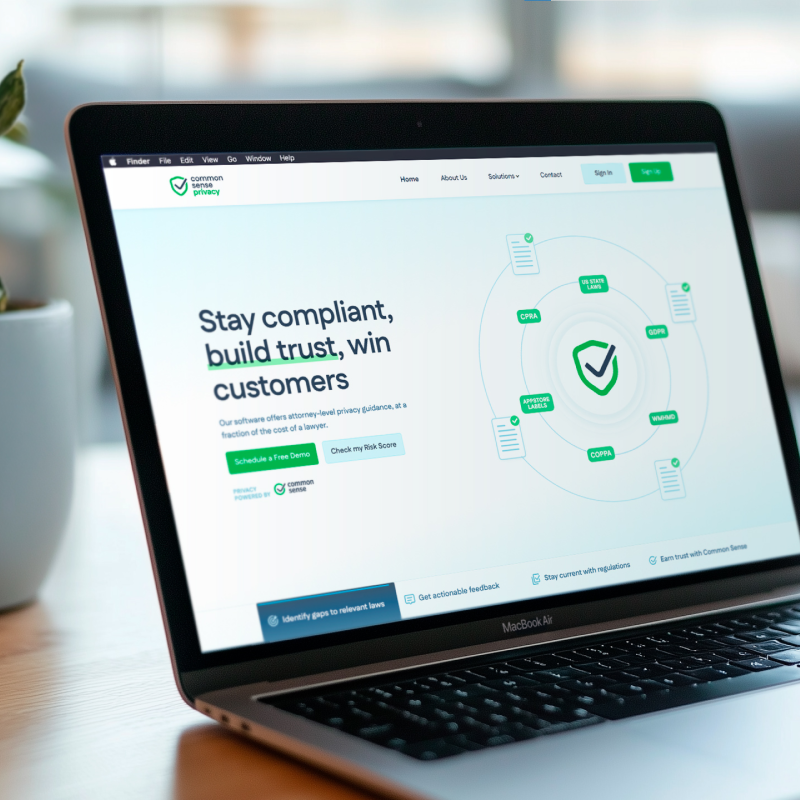 Finder File Edit View Go Window Help
common
sense
privacy
Home About Us Solutions Contact Sign In Sign Up
Stay compliant,
build trust, win
customers
Our software offers attorney-level privacy guidance, at a
fraction of the cost of a lawyer.
Schedule a Free Demo Check my Risk Score
PRIVACY
POWERED BY
common
sense
US STATE
LAWS
CPRA
GDPR
APPSTORE
LABELS
WMHMD
COPPA
Identify gaps to relevant laws Get actionable feedback Stay current with regulations Earn trust with Common Sense
MacBook Air